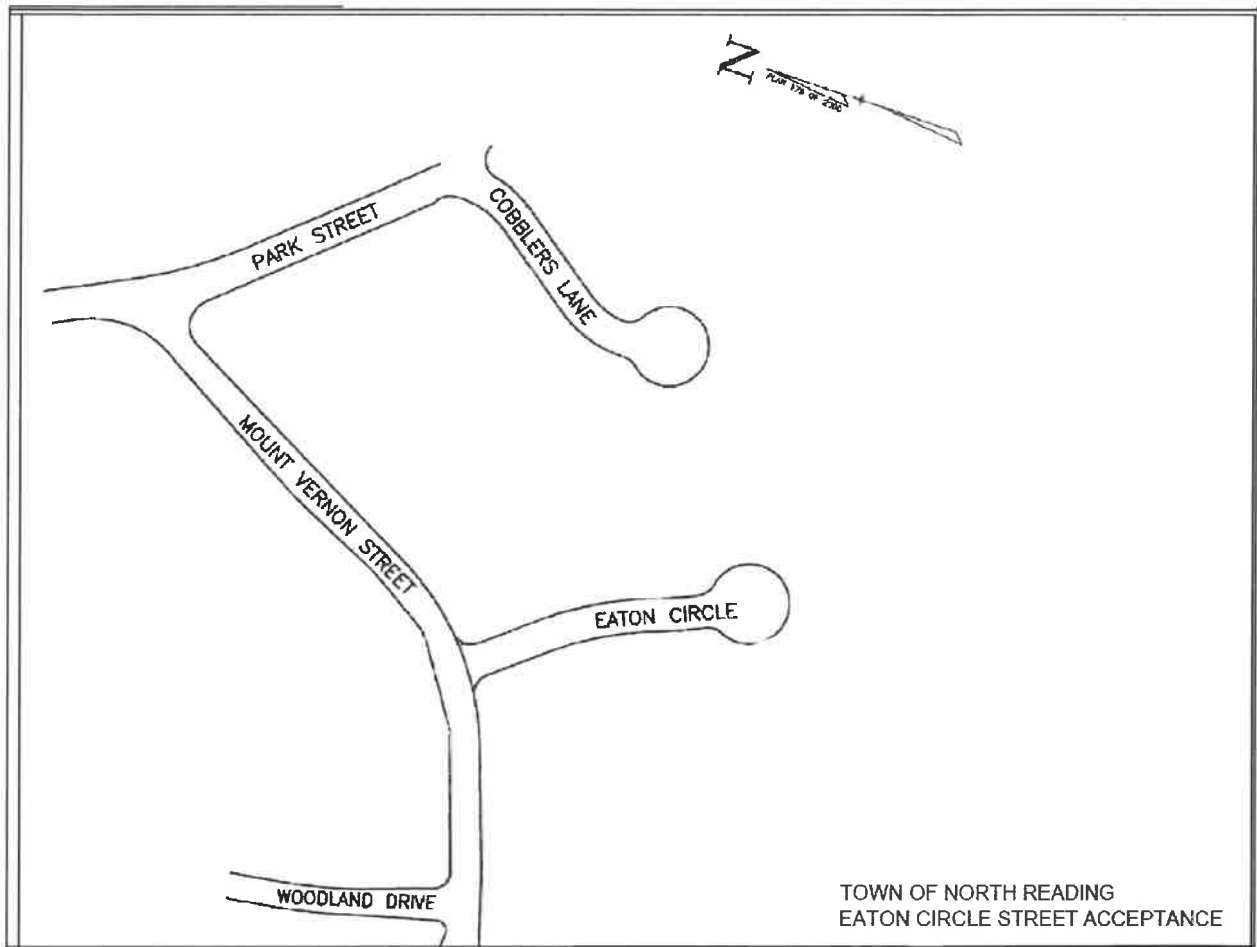 N
PARK STREET
COBBLERS LANE
MOUNT VERNON STREET
EATON CIRCLE
WOODLAND DRIVE
TOWN OF NORTH READING
EATON CIRCLE STREET ACCEPTANCE